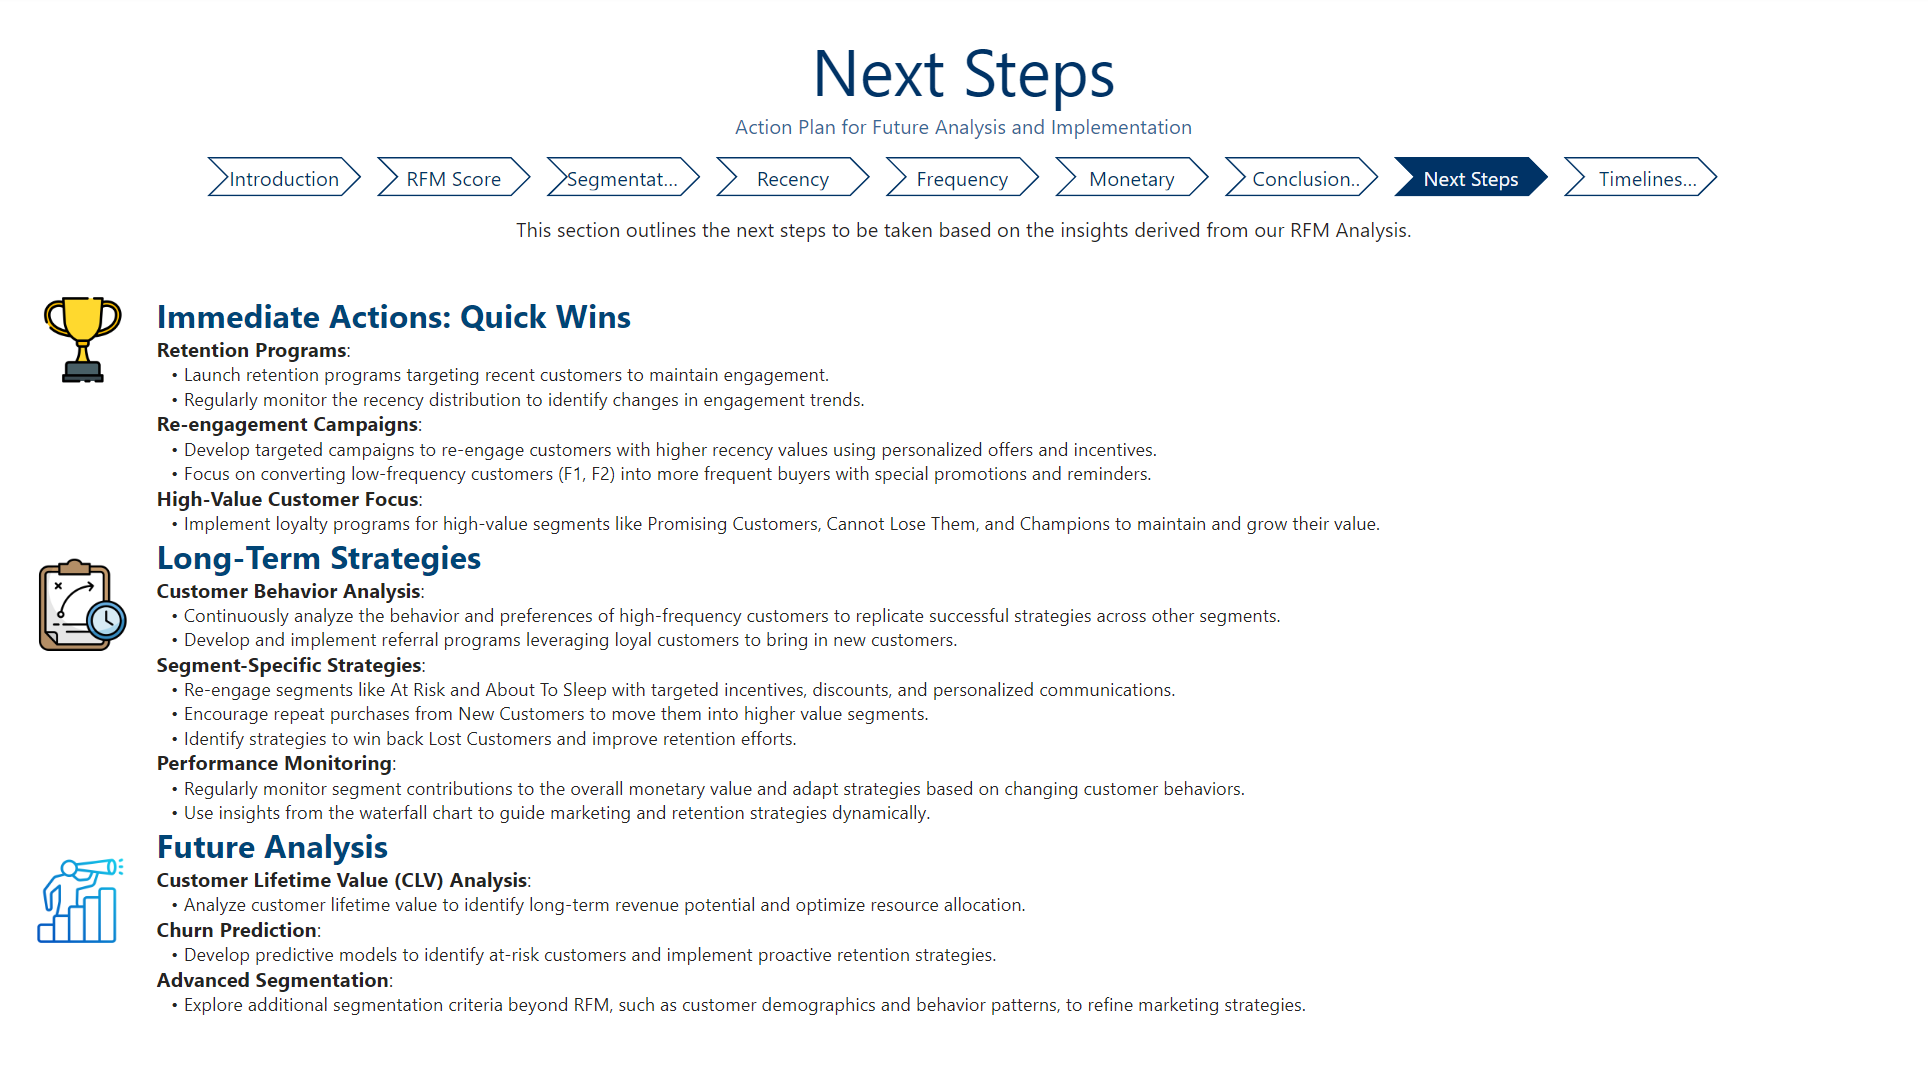 Next Steps
Action Plan for Future Analysis and Implementation
Introduction
RFM Score
Segmentat...
Recency
Frequency
Monetary
Conclusion..
Next Steps
Timelines...
This section outlines the next steps to be taken based on the insights derived from our RFM Analysis.
Immediate Actions: Quick Wins
Retention Programs:
• Launch retention programs targeting recent customers to maintain engagement.
• Regularly monitor the recency distribution to identify changes in engagement trends.
Re-engagement Campaigns:
• Develop targeted campaigns to re-engage customers with higher recency values using personalized offers and incentives.
• Focus on converting low-frequency customers (F1, F2) into more frequent buyers with special promotions and reminders.
High-Value Customer Focus:
• Implement loyalty programs for high-value segments like Promising Customers, Cannot Lose Them, and Champions to maintain and grow their value.
Long-Term Strategies
Customer Behavior Analysis:
• Continuously analyze the behavior and preferences of high-frequency customers to replicate successful strategies across other segments.
• Develop and implement referral programs leveraging loyal customers to bring in new customers.
Segment-Specific Strategies:
• Re-engage segments like At Risk and About To Sleep with targeted incentives, discounts, and personalized communications.
• Encourage repeat purchases from New Customers to move them into higher value segments.
• Identify strategies to win back Lost Customers and improve retention efforts.
Performance Monitoring:
• Regularly monitor segment contributions to the overall monetary value and adapt strategies based on changing customer behaviors.
• Use insights from the waterfall chart to guide marketing and retention strategies dynamically.
Future Analysis
Customer Lifetime Value (CLV) Analysis:
• Analyze customer lifetime value to identify long-term revenue potential and optimize resource allocation.
Churn Prediction:
• Develop predictive models to identify at-risk customers and implement proactive retention strategies.
Advanced Segmentation:
• Explore additional segmentation criteria beyond RFM, such as customer demographics and behavior patterns, to refine marketing strategies.